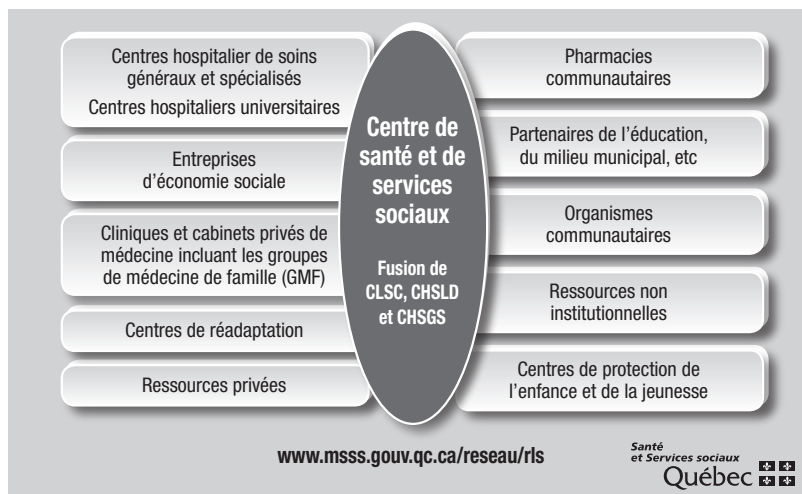 Centres hospitalier de soins
généraux et spécialisés
Centres hospitaliers universitaires
Entreprises
d'économie sociale
Cliniques et cabinets privés de
médecine incluant les groupes
de médecine de famille (GMF)
Centres de réadaptation
Ressources privées
Centre de
santé et de
services
sociaux
Fusion de
CLSC, CHSLD
et CHSGS
Pharmacies
communautaires
Partenaires de l'éducation,
du milieu municipal, etc
Organismes
communautaires
Ressources non
institutionnelles
Centres de protection de
l'enfance et de la jeunesse
www.msss.gouv.qc.ca/reseau/rls
Santé
et Services sociaux
Québec